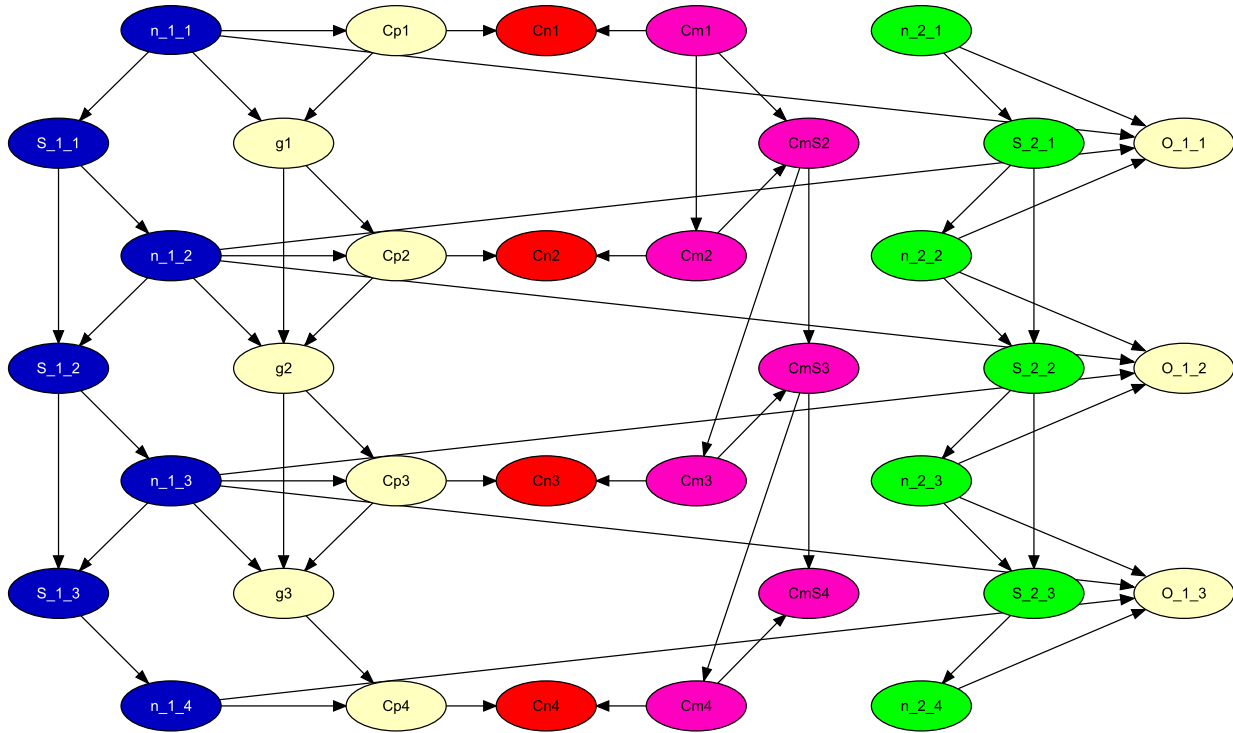 n_1_1 Cp1 Cn1 Cm1 n_2_1
S_1_1 g1 CmS2 S_2_1 O_1_1
n_1_2 Cp2 Cn2 Cm2 n_2_2
S_1_2 g2 CmS3 S_2_2 O_1_2
n_1_3 Cp3 Cn3 Cm3 n_2_3
S_1_3 g3 CmS4 S_2_3 O_1_3
n_1_4 Cp4 Cn4 Cm4 n_2_4